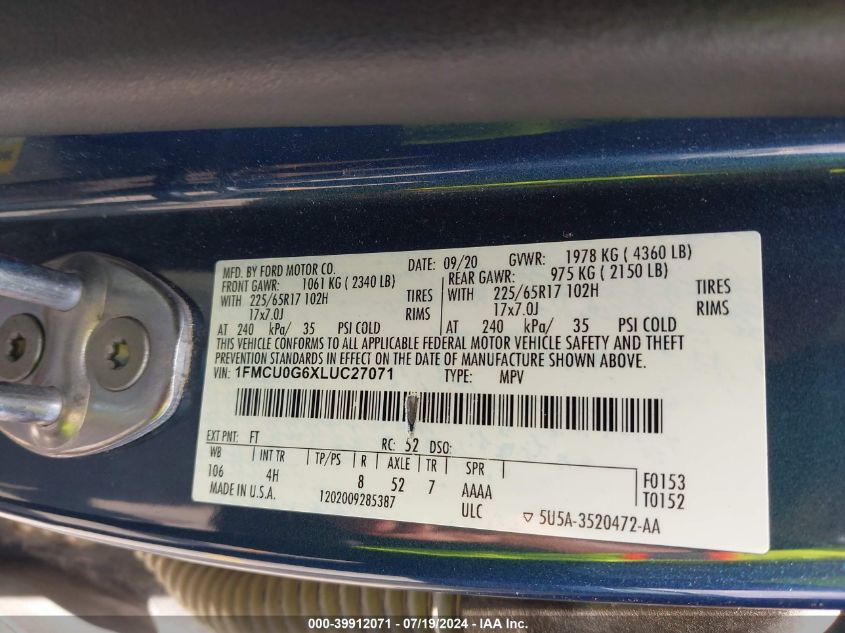 MFD. BY FORD MOTOR CO.
DATE: 09/20 GVWR: 1978 KG ( 4360 LB)
FRONT GAWR: 1061 KG ( 2340 LB)
REAR GAWR: 975 KG ( 2150 LB)
WITH 225/65R17 102H TIRES
WITH 225/65R17 102H TIRES
17x7.0J RIMS
17x7.0J RIMS
AT 240 kPa/ 35 PSI COLD
AT 240 kPa/ 35 PSI COLD
THIS VEHICLE CONFORMS TO ALL APPLICABLE FEDERAL MOTOR VEHICLE SAFETY AND THEFT
PREVENTION STANDARDS IN EFFECT ON THE DATE OF MANUFACTURE SHOWN ABOVE.
VIN: 1FMCU0G6XLUC27071 TYPE: MPV
EXT PNT: FT RC: 52 DSO:
WB INT TR TP/PS R AXLE TR SPR
106 4H 8 52 7 AAAA F0153
T0152
MADE IN U.S.A. 1202009285387 ULC ▽ 5U5A-3520472-AA
000-39912071 - 07/19/2024 - IAA Inc.